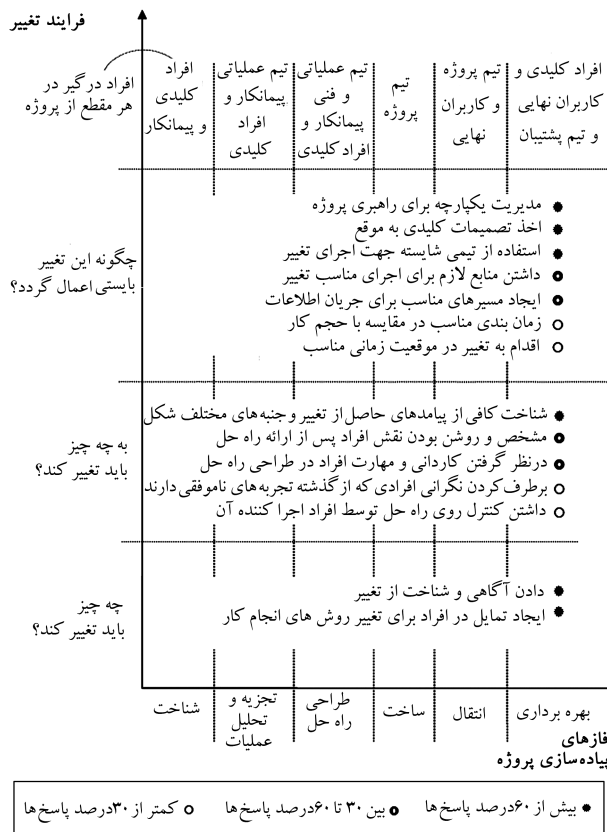 فرایند تغییر
افراد درگیر در
هر مقطع از پروژه
افراد
کلیدی
و پیمانکار
تیم عملیاتی
پیمانکار و
افراد
کلیدی
تیم عملیاتی
و فنی
پیمانکار و
افراد کلیدی
تیم
پروژه
تیم پروژه
و کاربران
نهایی
افراد کلیدی و
کاربران نهایی
و تیم پشتیبان
چگونه این تغییر
بایستی اعمال گردد؟
مدیریت یکپارچه برای راهبری پروژه
اخذ تصمیمات کلیدی به موقع
استفاده از تیمی شایسته جهت اجرای تغییر
داشتن منابع لازم برای اجرای مناسب تغییر
ایجاد مسیرهای مناسب برای جریان اطلاعات
زمان بندی مناسب در مقایسه با حجم کار
اقدام به تغییر در موقعیت زمانی مناسب
به چه چیز
باید تغییر کند؟
شناخت کافی از پیامدهای حاصل از تغییر و جنبه های مختلف شکل
مشخص و روشن بودن نقش افراد پس از ارائه راه حل
درنظر گرفتن کاردانی و مهارت افراد در طراحی راه حل
برطرف کردن نگرانی افرادی که از گذشته تجربه های ناموفقی دارند
داشتن کنترل روی راه حل توسط افراد اجرا کننده آن
چه چیز
باید تغییر کند؟
دادن آگاهی و شناخت از تغییر
ایجاد تمایل در افراد برای تغییر روش های انجام کار
شناخت
تجزیه و
تحلیل
عملیات
طراحی
راه حل
ساخت
انتقال
بهره برداری
فازهای
پیاده سازی پروژه
بیش از ۶۰درصد پاسخ ها
بین ۳۰ تا ۶۰درصد پاسخ ها
کمتر از ۳۰درصد پاسخ ها